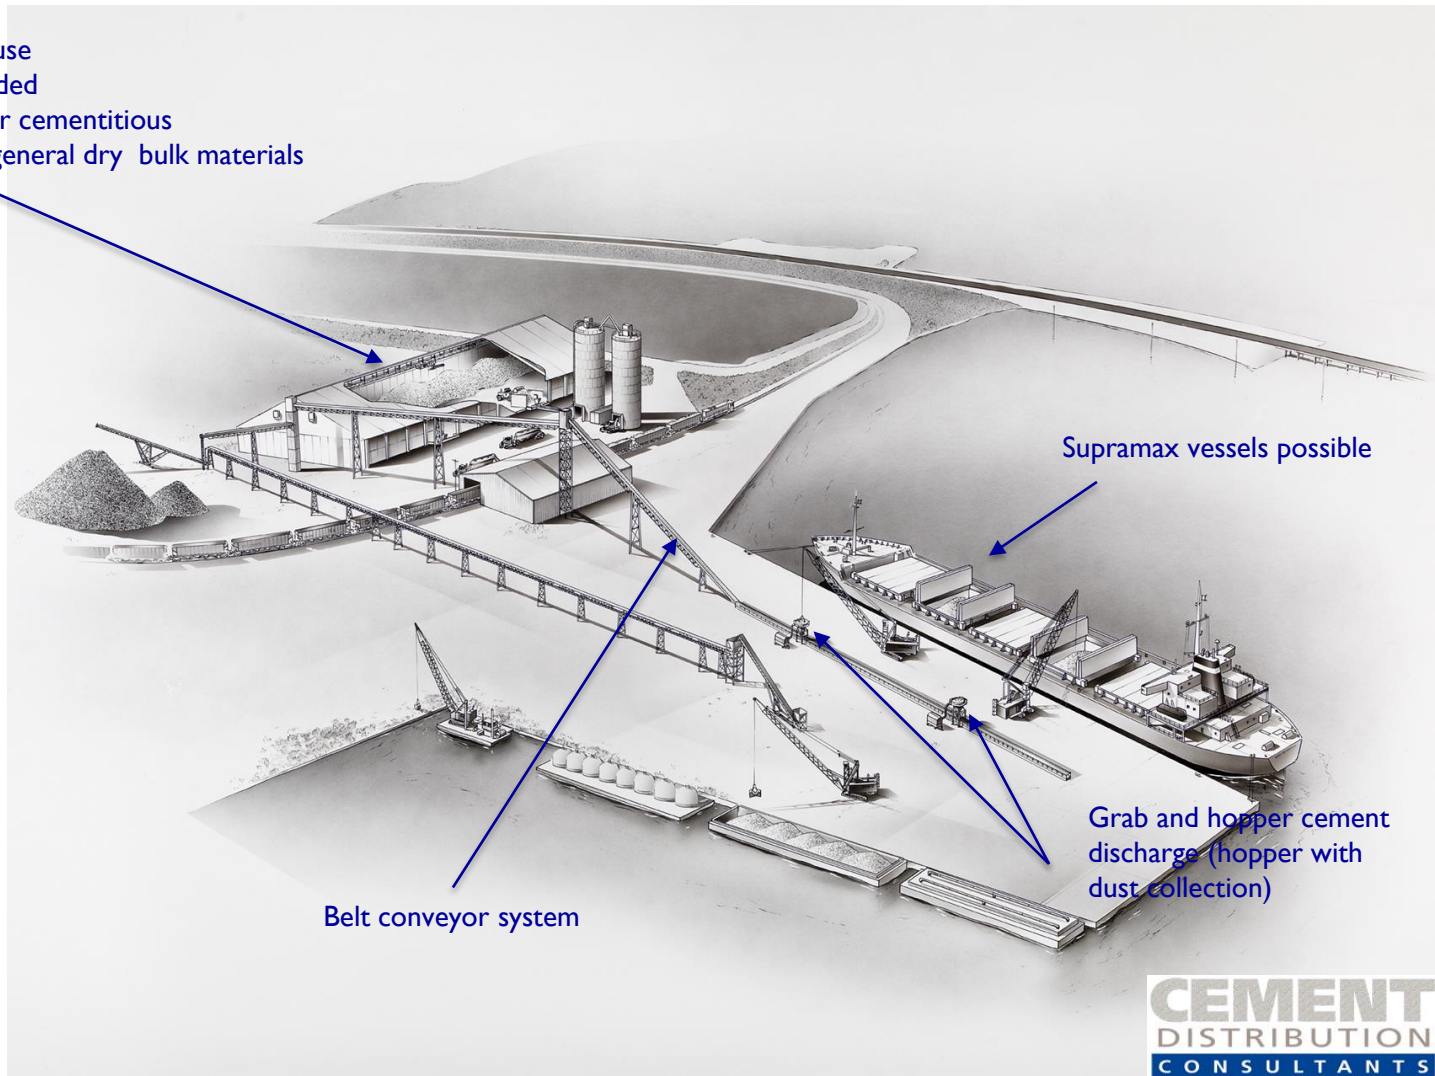 use
ded
r cementitious
general dry bulk materials
Supramax vessels possible
Grab and hopper cement
discharge (hopper with
dust collection)
Belt conveyor system
CEMENT
DISTRIBUTION
CONSULTANTS